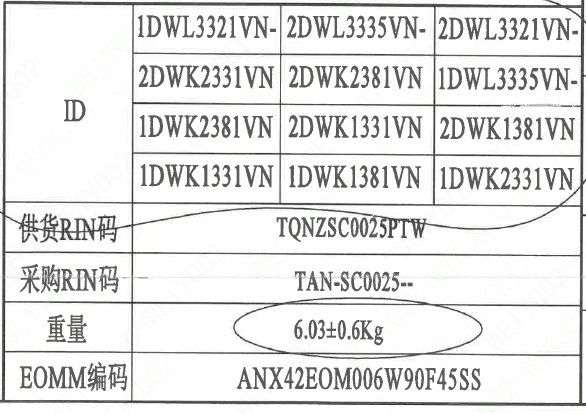 1DWL3321VN- 2DWL3335VN- 2DWL3321VN-
2DWK2331VN 2DWK2381VN 1DWL3335VN-
ID
1DWK2381VN 2DWK1331VN 2DWK1381VN
1DWK1331VN 1DWK1381VN 1DWK2331VN
供货RIN码 TQNZSC0025PTW
采购RIN码 TAN-SC0025--
重量 6.03±0.6Kg
EOMM编码 ANX42EOM006W90F45SS